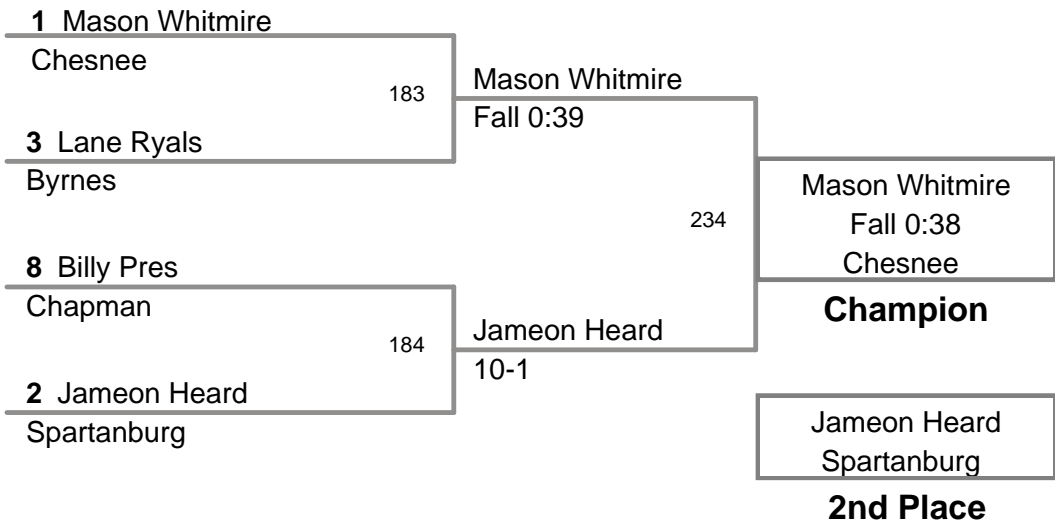 1 Mason Whitmire
Chesnee
183
3 Lane Ryals
Byrnes
8 Billy Pres
Chapman
184
2 Jameon Heard
Spartanburg
Mason Whitmire
Fall 0:39
234
Jameon Heard
10-1
Mason Whitmire
Fall 0:38
Chesnee
Champion
Jameon Heard
Spartanburg
2nd Place